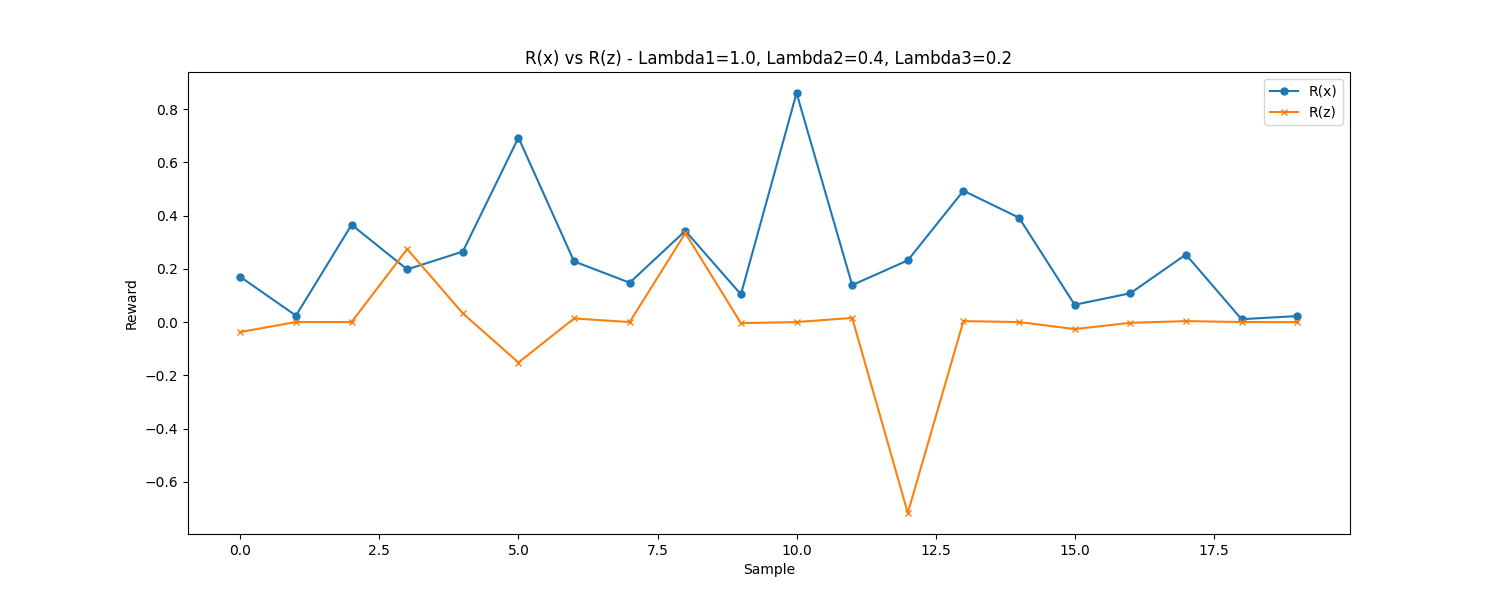 R(x) vs R(z) - Lambda1=1.0, Lambda2=0.4, Lambda3=0.2
R(x)
R(z)
0.8
0.6
0.4
0.2
0.0
−0.2
−0.4
−0.6
Reward
0.0 2.5 5.0 7.5 10.0 12.5 15.0 17.5
Sample